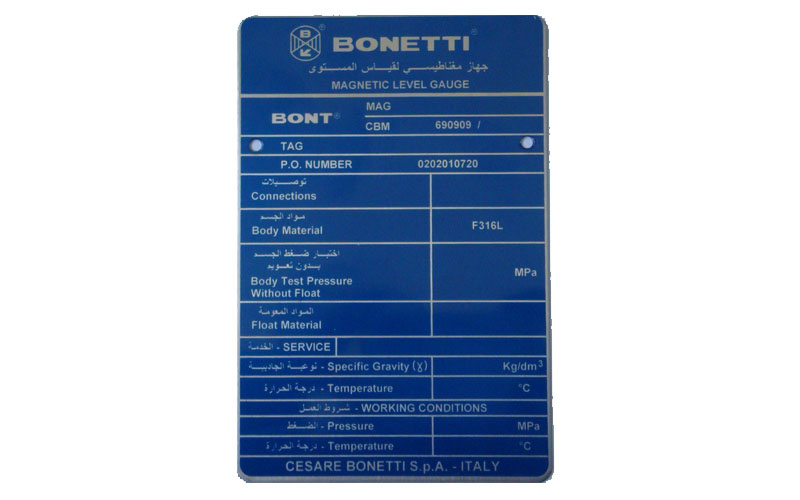 BONETTI®
جهاز مغناطيسي لقياس المستوى
MAGNETIC LEVEL GAUGE
BONT®
MAG
CBM 690909 /
TAG
P.O. NUMBER 0202010720
توصيلات
Connections
مواد الجسم
Body Material F316L
اختبار ضغط الجسم
بدون تعويم
Body Test Pressure MPa
Without Float
المواد المعومة
Float Material
الخدمة - SERVICE
نوعية الجاذبية - Specific Gravity (ɣ) Kg/dm³
درجة الحرارة - Temperature °C
شروط العمل - WORKING CONDITIONS
الضغط - Pressure MPa
درجة الحرارة - Temperature °C
CESARE BONETTI S.p.A. - ITALY